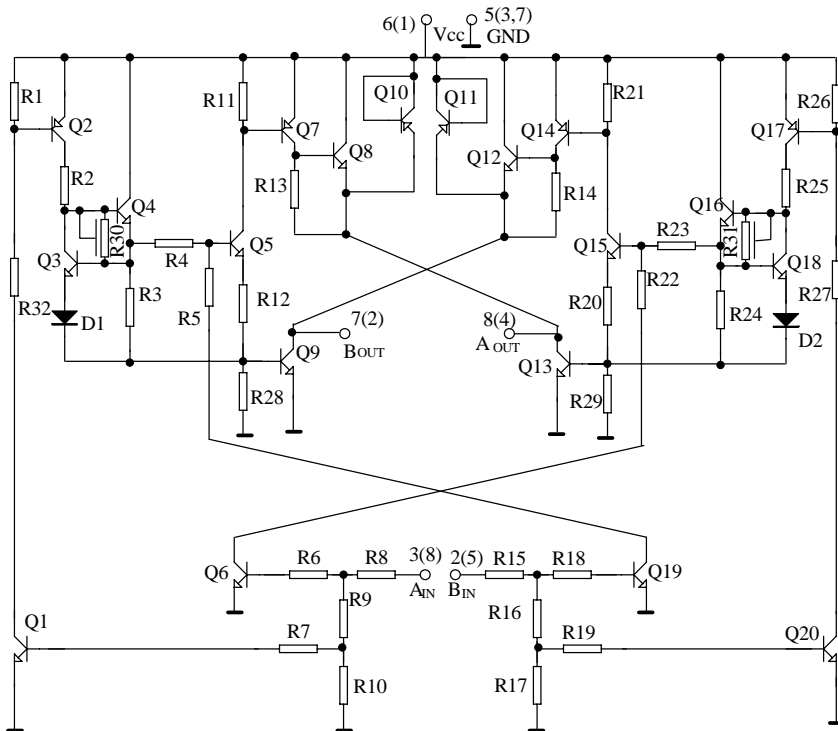 6(1) 5(3,7)
Vcc GND
R1 Q2 R11 Q7 Q10 Q11 Q14 R21 Q17 R26
Q8 Q12
R2 Q4 R13 R14 Q16 R25
R30 R4 Q5 Q15 R23 R31
Q3 R3 R5 R12 R20 R22 R24 Q18
R32 D1 R27 D2
7(2) 8(4)
Q9 BOUT A OUT Q13
R28 R29
3(8) 2(5)
Q6 R6 R8 AIN BIN R15 R18 Q19
R9 R16
Q1 R7 R19 Q20
R10 R17